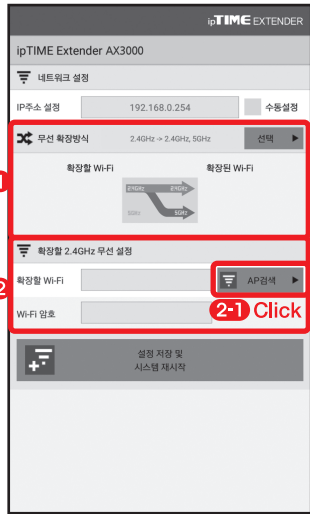 ipTIME EXTENDER
ipTIME Extender AX3000
네트워크 설정
IP주소 설정 192.168.0.254 수동설정
무선 확장방식 2.4GHz -> 2.4GHz, 5GHz 선택
확장할 Wi-Fi 확장된 Wi-Fi
2.4GHz 2.4GHz
5GHz 5GHz
확장할 2.4GHz 무선 설정
2
확장할 Wi-Fi AP검색
Wi-Fi 암호 2-1 Click
설정 저장 및
시스템 재시작